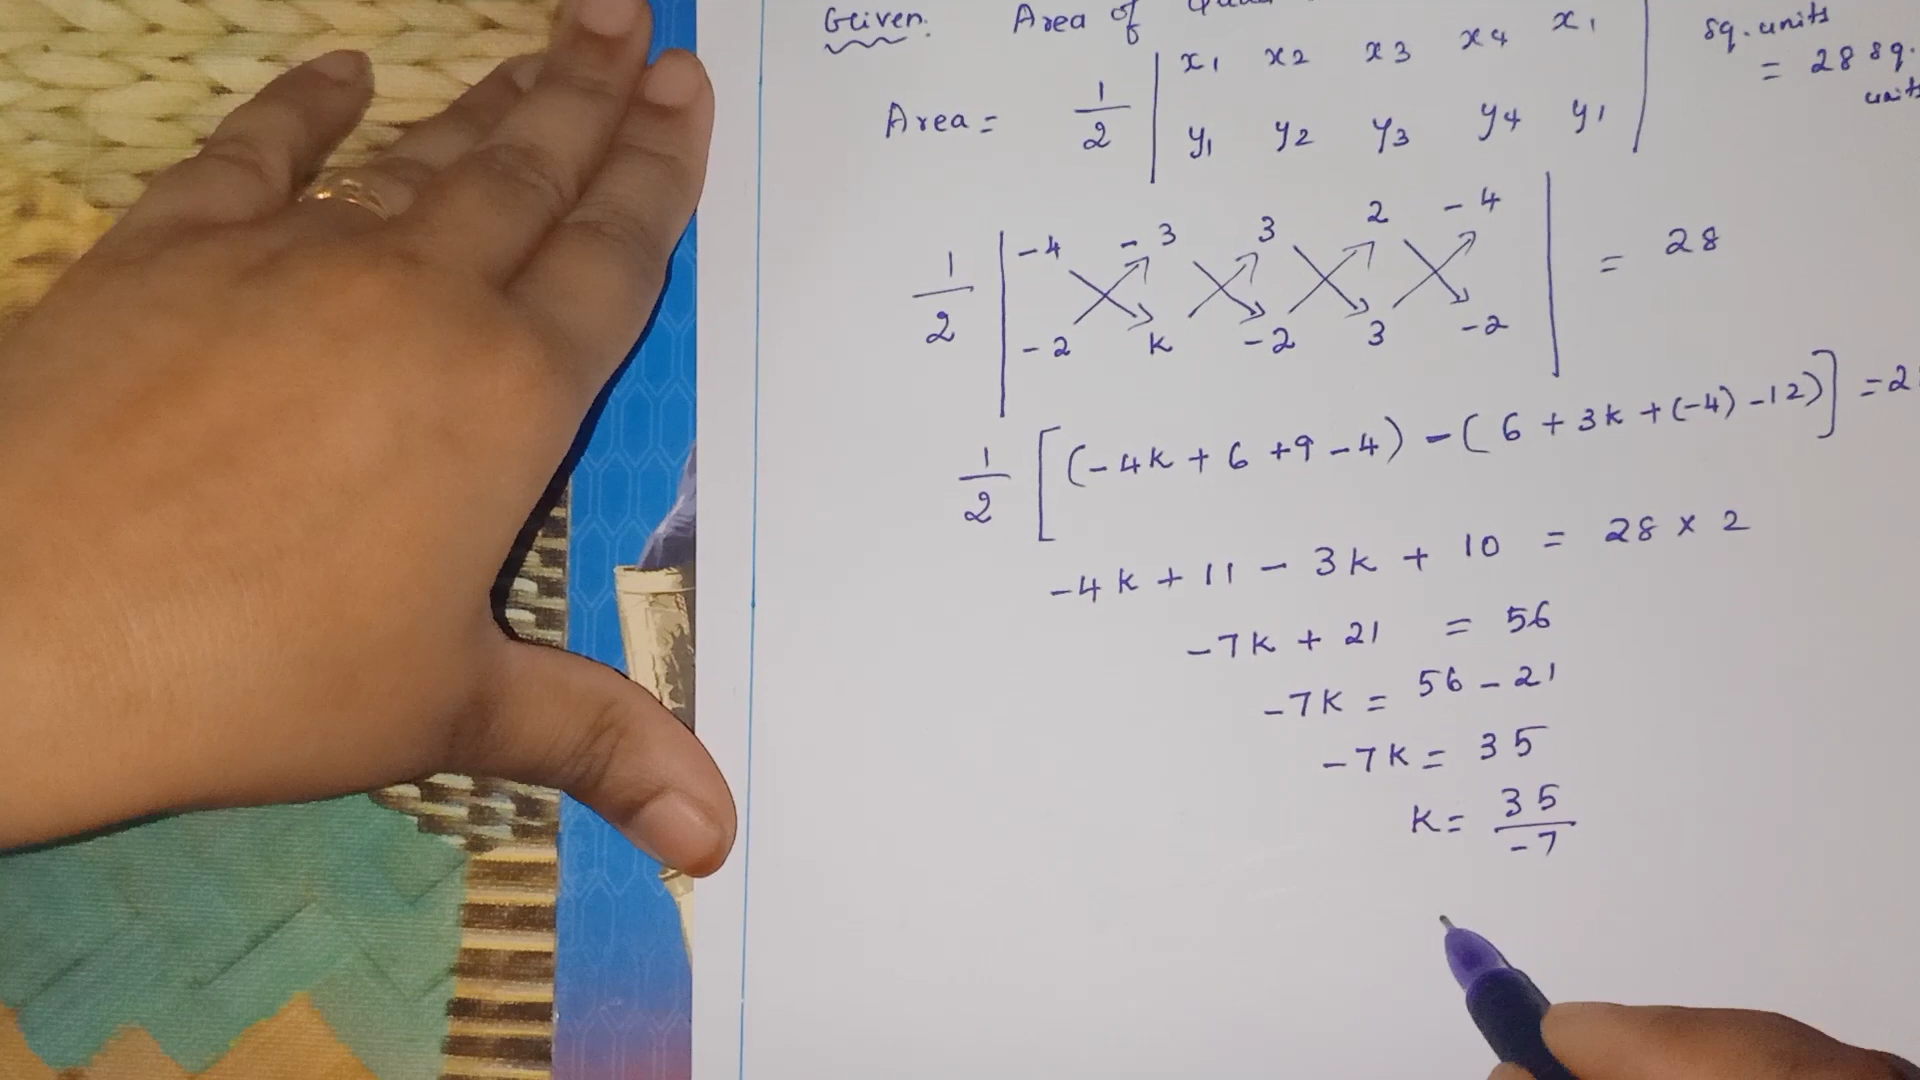 Given. Area of
x1 x2 x3 x4 x1 sq. units
Area = 1/2 | | = 28 sq. units
y1 y2 y3 y4 y1
-4 -3 3 2 -4
1/2 | | = 28
-2 k -2 3 -2
1/2 [(-4k + 6 + 9 - 4) - (6 + 3k + (-4) - 12)] = 2
-4k + 11 - 3k + 10 = 28 × 2
-7k + 21 = 56
-7k = 56 - 21
-7k = 35
k = 35/-7